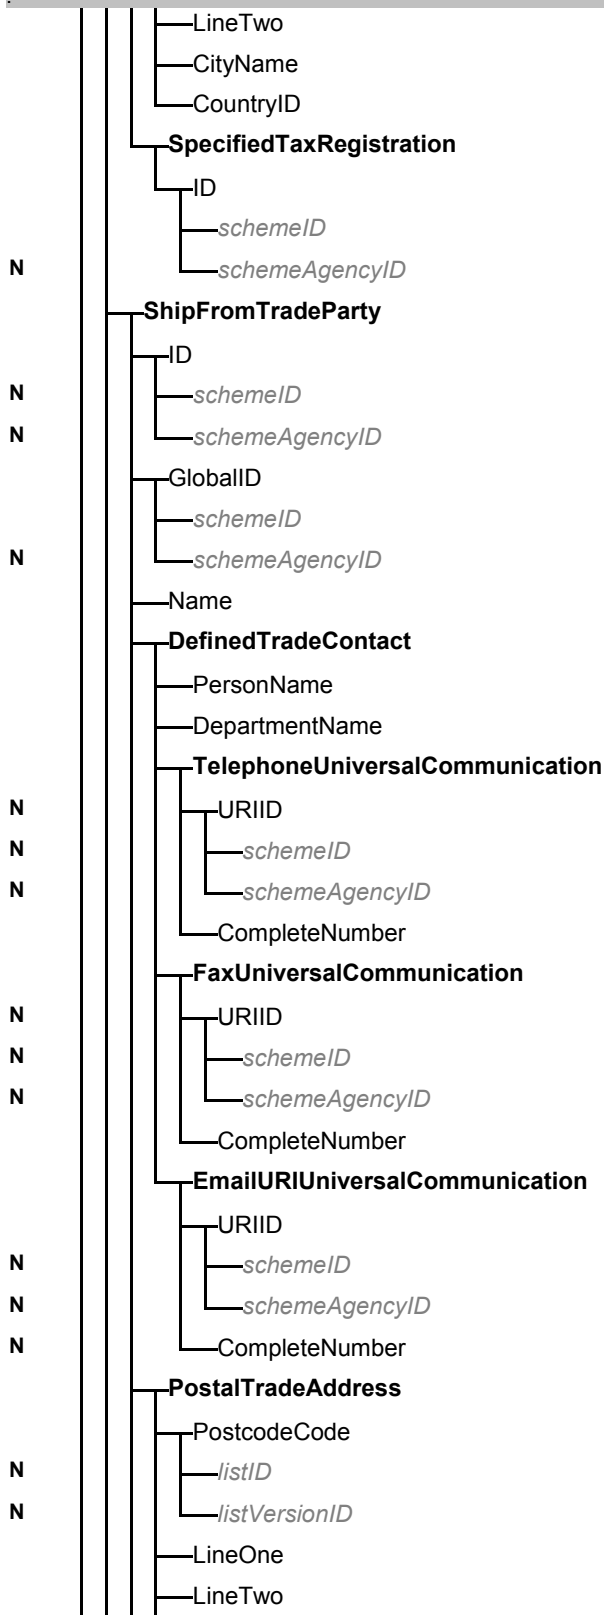 LineTwo
CityName
CountryID
SpecifiedTaxRegistration
ID
schemeID
N schemeAgencyID
ShipFromTradeParty
ID
N schemeID
N schemeAgencyID
GlobalID
schemeID
N schemeAgencyID
Name
DefinedTradeContact
PersonName
DepartmentName
TelephoneUniversalCommunication
N URIID
N schemeID
N schemeAgencyID
CompleteNumber
FaxUniversalCommunication
N URIID
N schemeID
N schemeAgencyID
CompleteNumber
EmailURIUniversalCommunication
URIID
N schemeID
N schemeAgencyID
N CompleteNumber
PostalTradeAddress
PostcodeCode
N listID
N listVersionID
LineOne
LineTwo